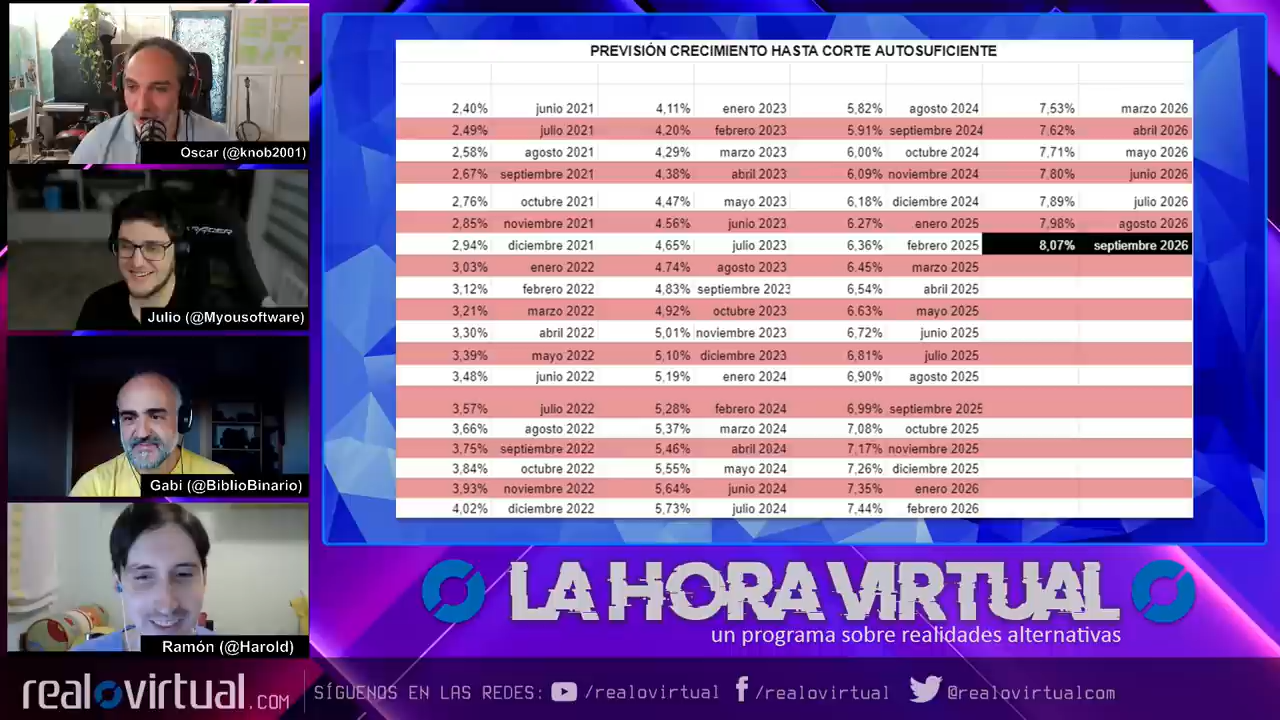 Oscar (@knob2001)
Julio (@Myousoftware)
Gabi (@BiblioBinario)
Ramón (@Harold)
PREVISIÓN CRECIMIENTO HASTA CORTE AUTOSUFICIENTE
2,40% junio 2021 4,11% enero 2023 5,82% agosto 2024 7,53% marzo 2026
2,49% julio 2021 4,20% febrero 2023 5,91% septiembre 2024 7,62% abril 2026
2,58% agosto 2021 4,29% marzo 2023 6,00% octubre 2024 7,71% mayo 2026
2,67% septiembre 2021 4,38% abril 2023 6,09% noviembre 2024 7,80% junio 2026
2,76% octubre 2021 4,47% mayo 2023 6,18% diciembre 2024 7,89% julio 2026
2,85% noviembre 2021 4,56% junio 2023 6,27% enero 2025 7,98% agosto 2026
2,94% diciembre 2021 4,65% julio 2023 6,36% febrero 2025 8,07% septiembre 2026
3,03% enero 2022 4,74% agosto 2023 6,45% marzo 2025
3,12% febrero 2022 4,83% septiembre 2023 6,54% abril 2025
3,21% marzo 2022 4,92% octubre 2023 6,63% mayo 2025
3,30% abril 2022 5,01% noviembre 2023 6,72% junio 2025
3,39% mayo 2022 5,10% diciembre 2023 6,81% julio 2025
3,48% junio 2022 5,19% enero 2024 6,90% agosto 2025
3,57% julio 2022 5,28% febrero 2024 6,99% septiembre 2025
3,66% agosto 2022 5,37% marzo 2024 7,08% octubre 2025
3,75% septiembre 2022 5,46% abril 2024 7,17% noviembre 2025
3,84% octubre 2022 5,55% mayo 2024 7,26% diciembre 2025
3,93% noviembre 2022 5,64% junio 2024 7,35% enero 2026
4,02% diciembre 2022 5,73% julio 2024 7,44% febrero 2026
LA HORA VIRTUAL
un programa sobre realidades alternativas
realovirtual.com
SÍGUENOS EN LAS REDES: /realovirtual /realovirtual @realovirtualcom